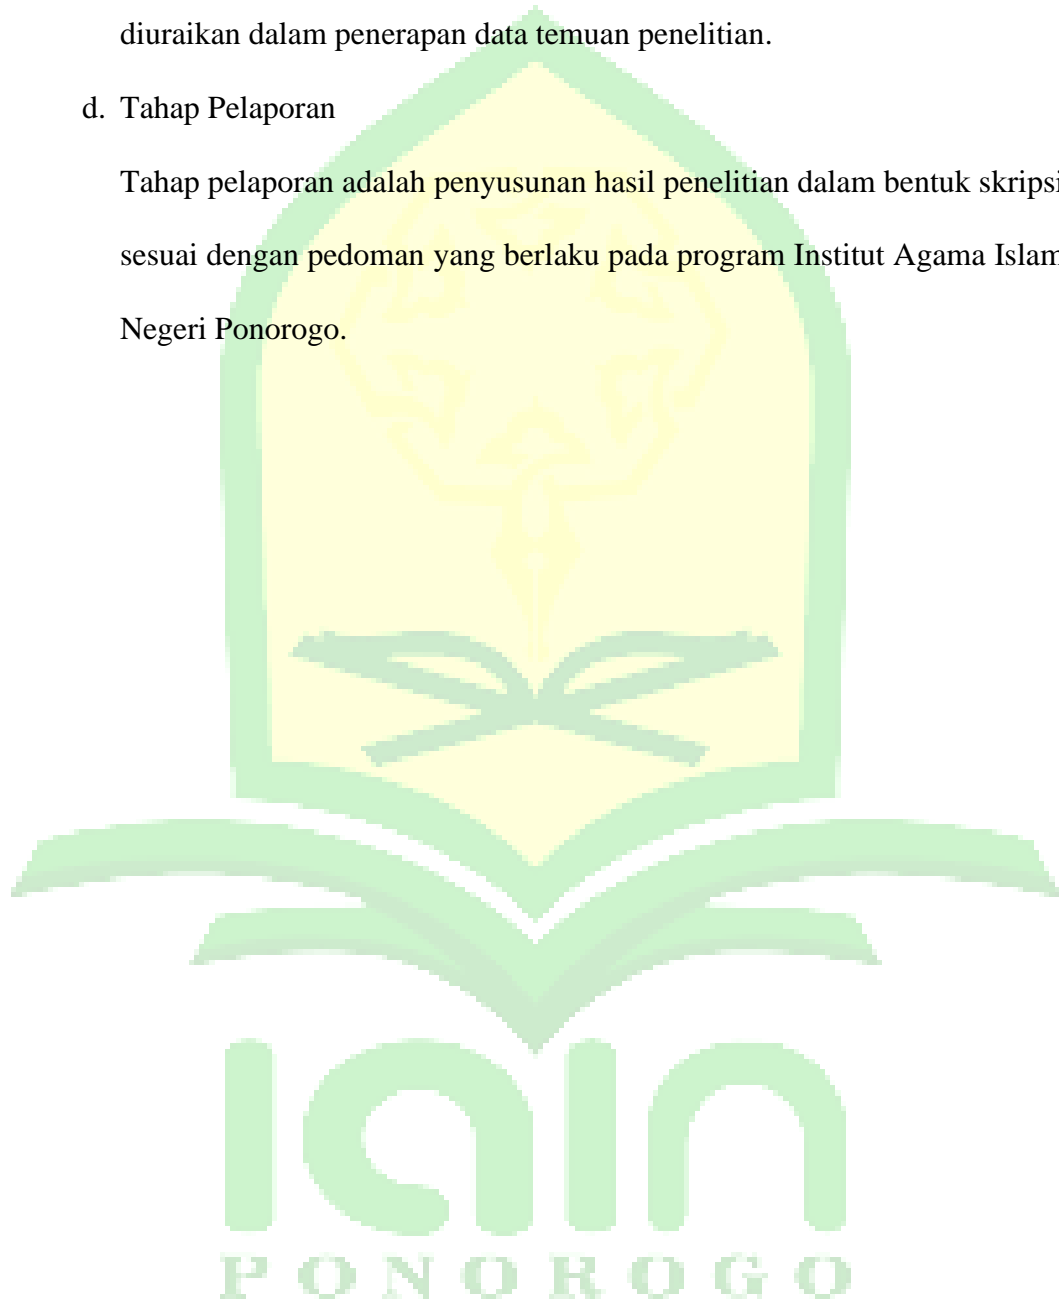 diuraikan dalam penerapan data temuan penelitian.
d. Tahap Pelaporan
Tahap pelaporan adalah penyusunan hasil penelitian dalam bentuk skripsi
sesuai dengan pedoman yang berlaku pada program Institut Agama Islam
Negeri Ponorogo.
iain
PONOROGO